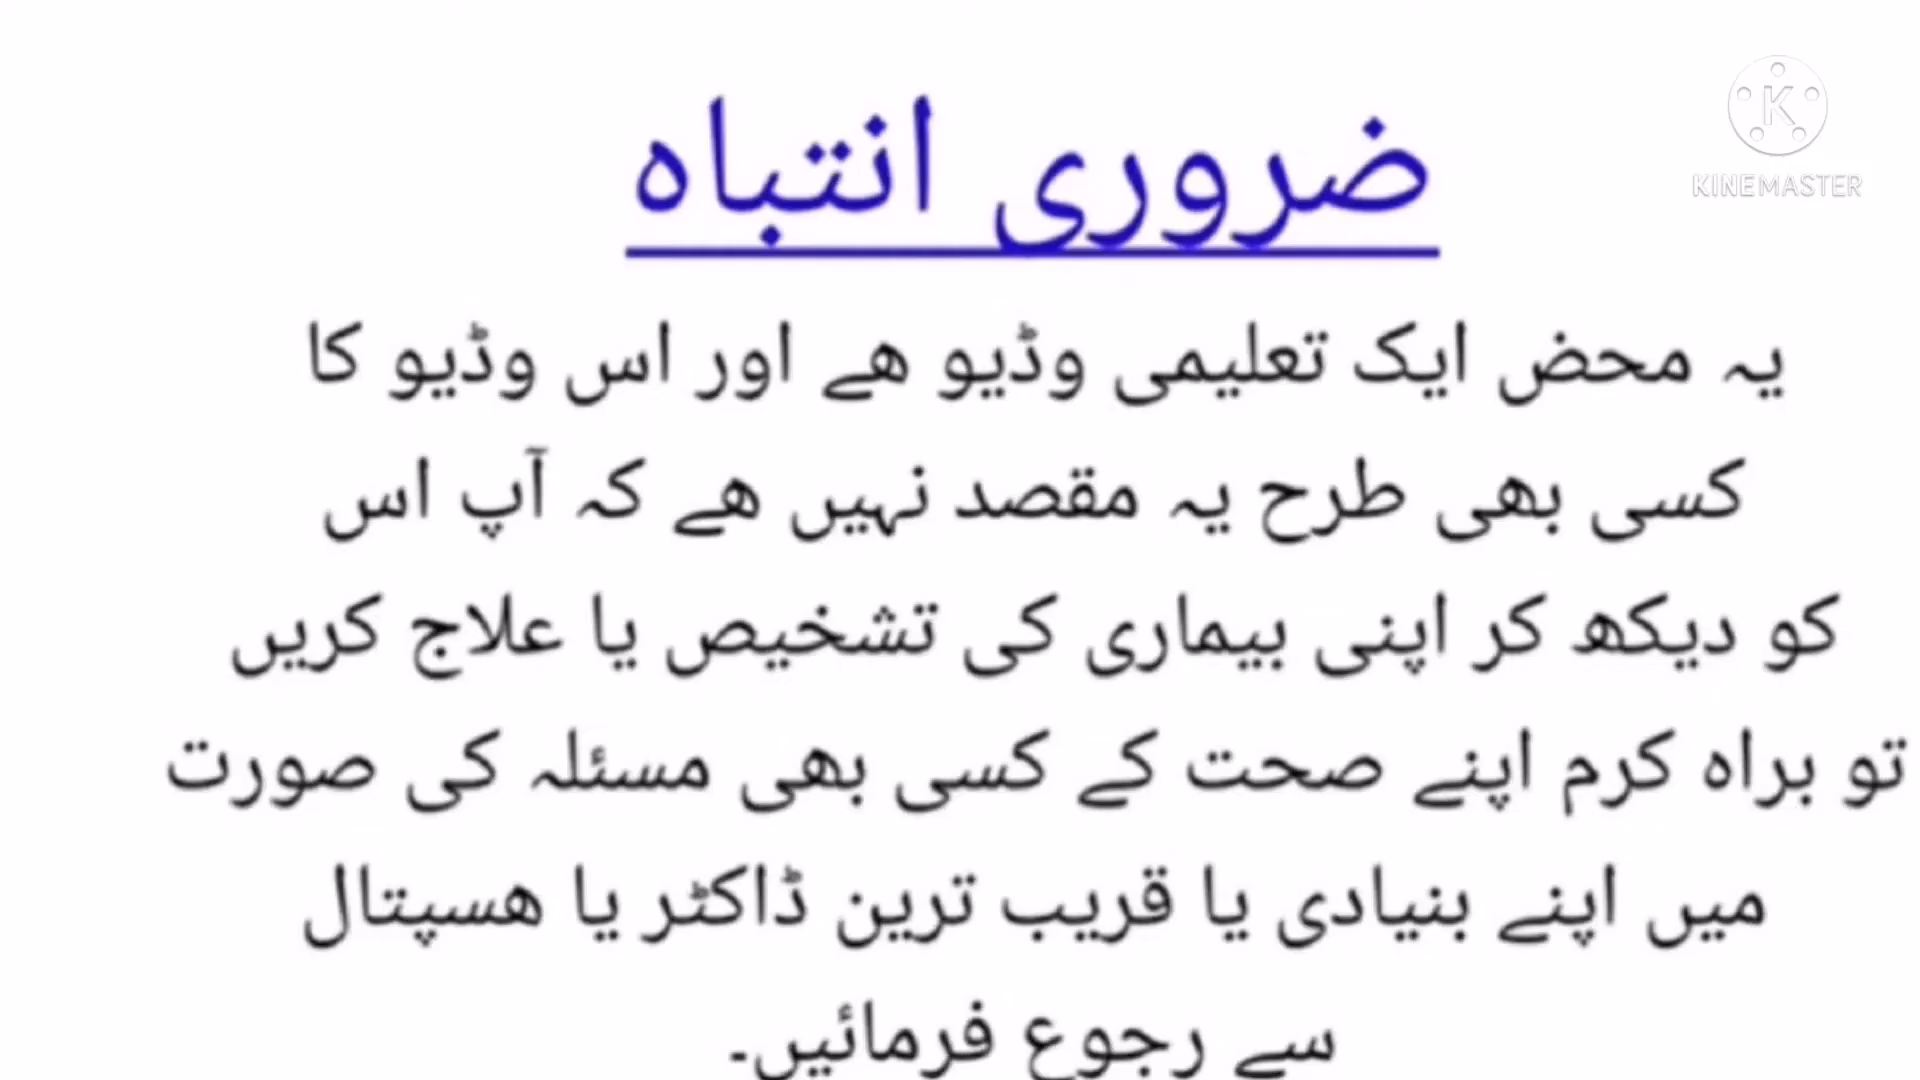 ضروری انتباہ
یہ محض ایک تعلیمی وڈیو ھے اور اس وڈیو کا
کسی بھی طرح یہ مقصد نہیں ھے کہ آپ اس
کو دیکھ کر اپنی بیماری کی تشخیص یا علاج کریں
تو براہ کرم اپنے صحت کے کسی بھی مسئلہ کی صورت
میں اپنے بنیادی یا قریب ترین ڈاکٹر یا ھسپتال
سے رجوع فرمائیں۔
K
KINEMASTER